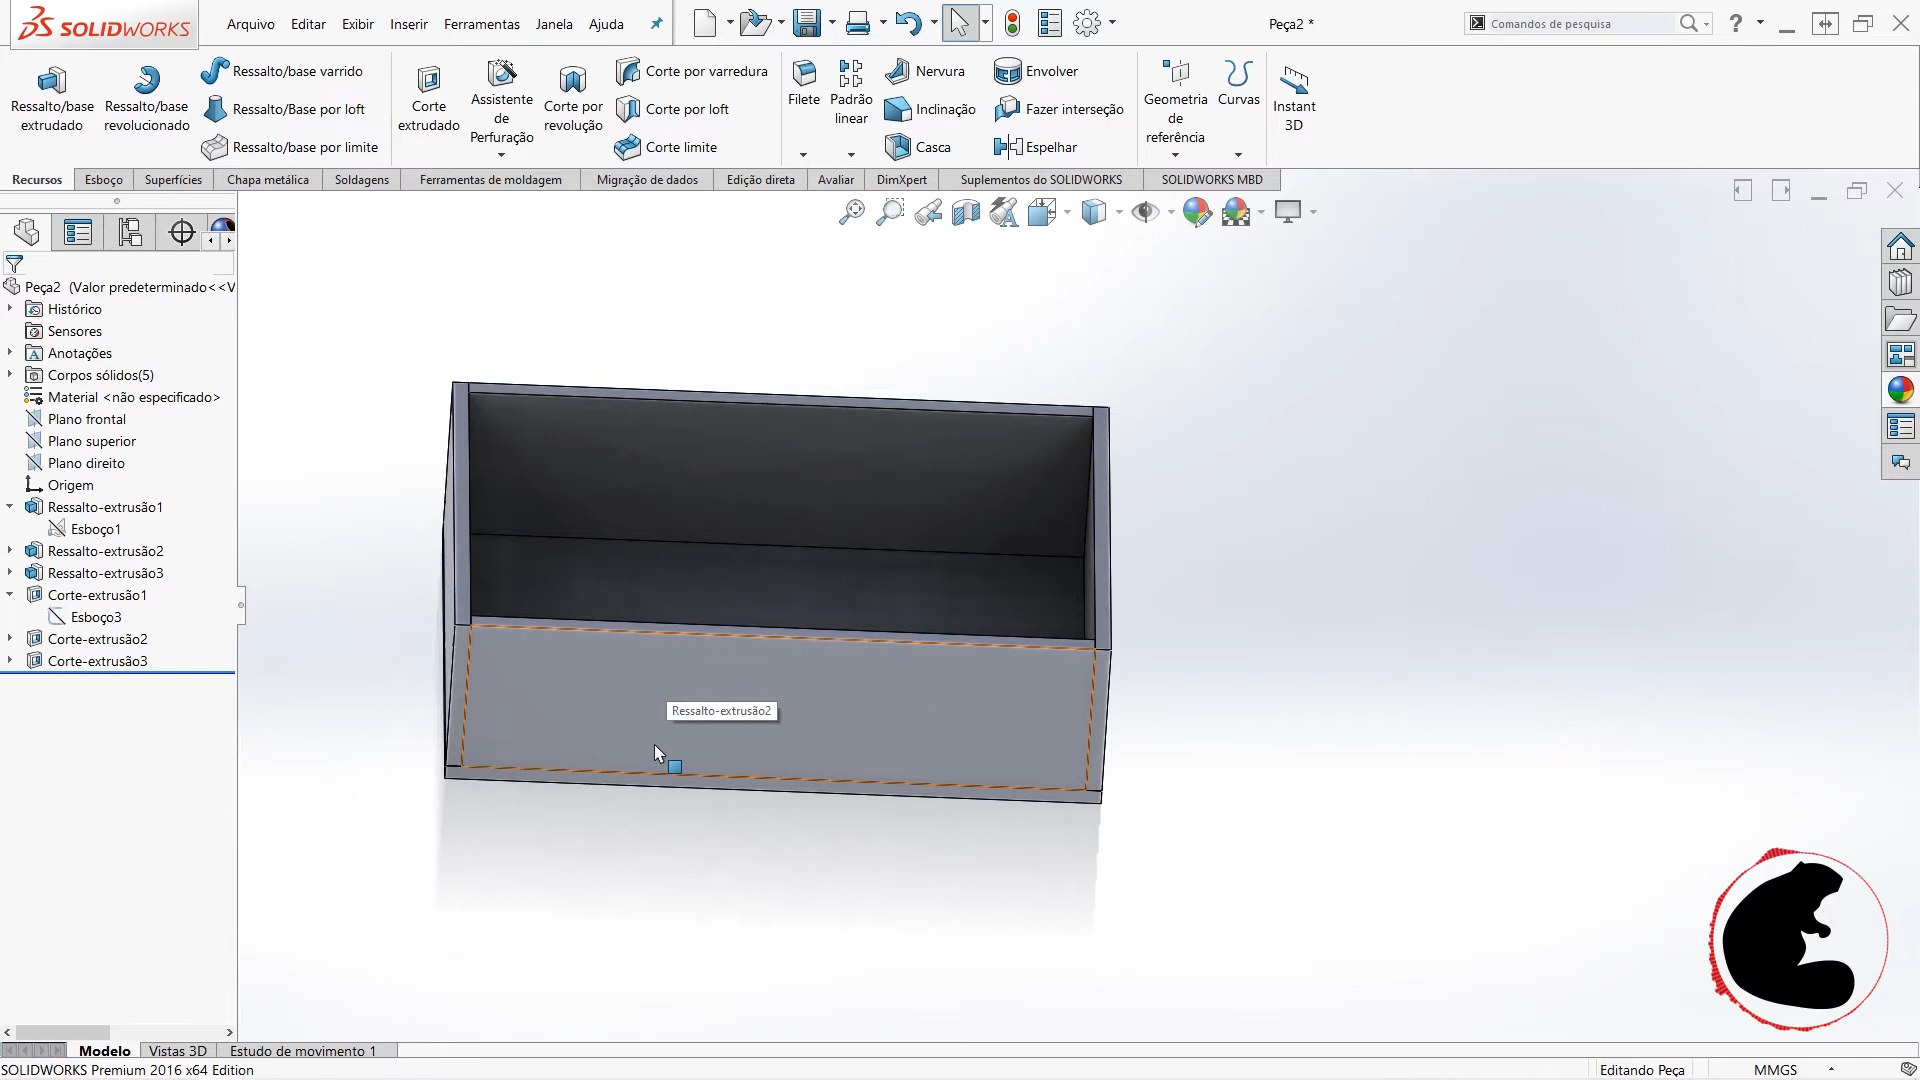 SOLIDWORKS
Arquivo Editar Exibir Inserir Ferramentas Janela Ajuda
Peça2 *
Comandos de pesquisa
?
Ressalto/base
extrudado
Ressalto/base
revolucionado
Ressalto/base varrido
Ressalto/Base por loft
Ressalto/base por limite
Corte
extrudado
Assistente
de
Perfuração
Corte por
revolução
Corte por varredura
Corte por loft
Corte limite
Filete
Padrão
linear
Nervura
Inclinação
Casca
Envolver
Fazer interseção
Espelhar
Geometria
de
referência
Curvas
Instant
3D
Recursos Esboço Superfícies Chapa metálica Soldagens Ferramentas de moldagem Migração de dados Edição direta Avaliar DimXpert Suplementos do SOLIDWORKS SOLIDWORKS MBD
Peça2 (Valor predeterminado<<V
Histórico
Sensores
Anotações
Corpos sólidos(5)
Material <não especificado>
Plano frontal
Plano superior
Plano direito
Origem
Ressalto-extrusão1
Esboço1
Ressalto-extrusão2
Ressalto-extrusão3
Corte-extrusão1
Esboço3
Corte-extrusão2
Corte-extrusão3
Ressalto-extrusão2
Modelo Vistas 3D Estudo de movimento 1
SOLIDWORKS Premium 2016 x64 Edition
Editando Peça
MMGS